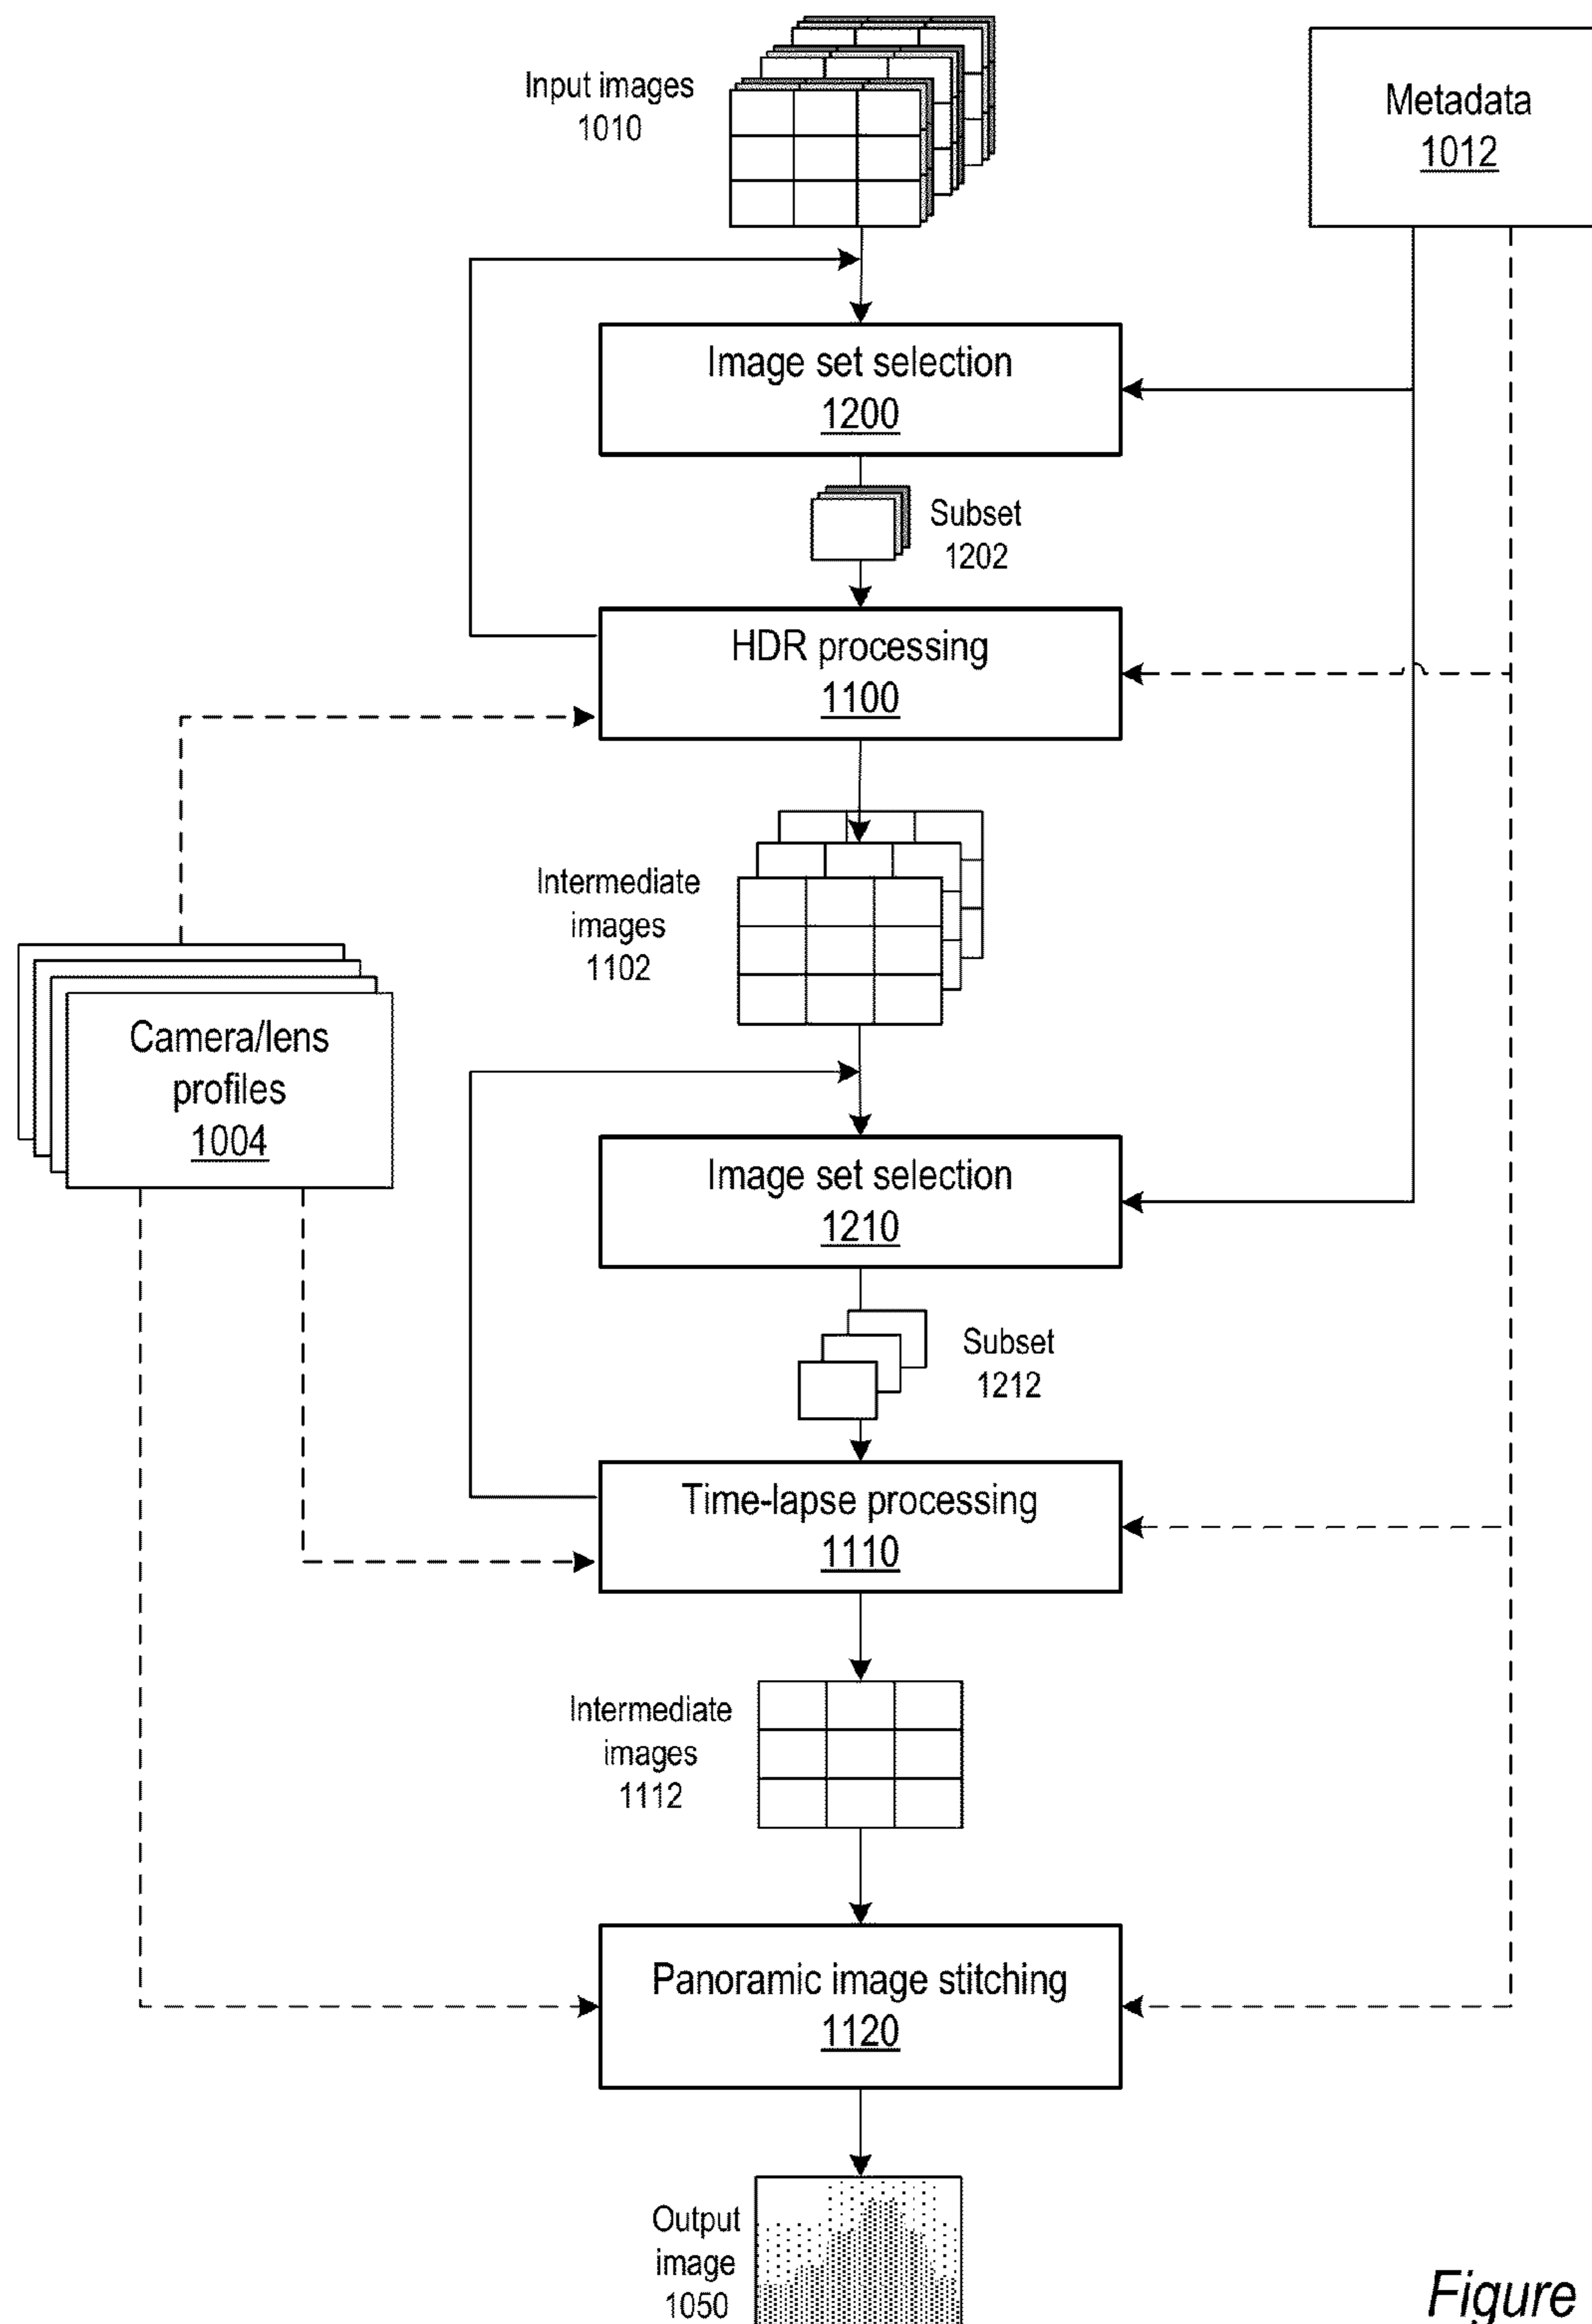 Input images
1010
Metadata
1012
Image set selection
1200
Subset
1202
HDR processing
1100
Intermediate
images
1102
Camera/lens
profiles
1004
Image set selection
1210
Subset
1212
Time-lapse processing
1110
Intermediate
images
1112
Panoramic image stitching
1120
Output
image
1050
Figure